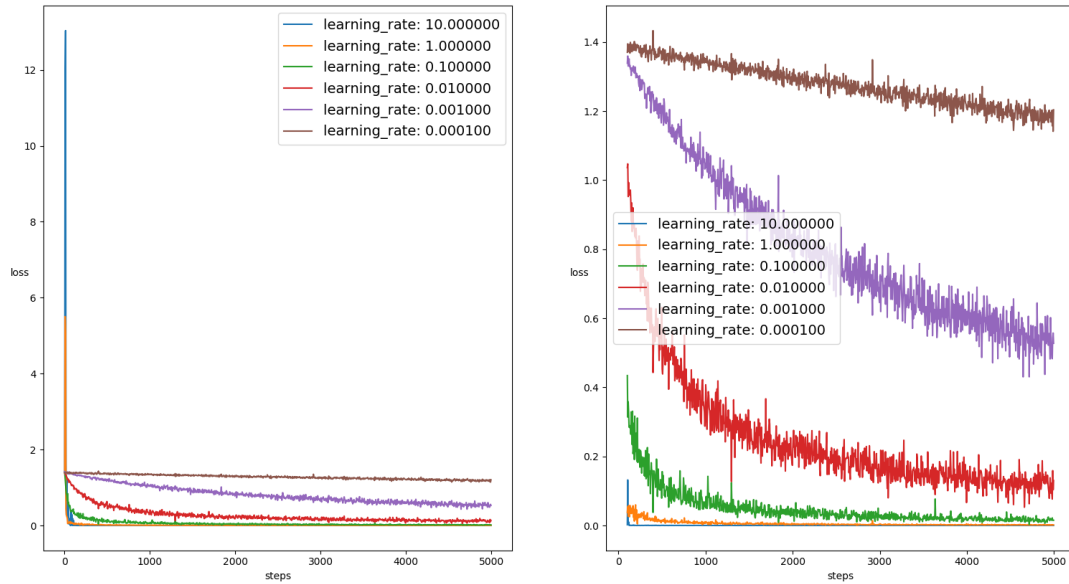 learning_rate: 10.000000
learning_rate: 1.000000
learning_rate: 0.100000
learning_rate: 0.010000
learning_rate: 0.001000
learning_rate: 0.000100
12
10
8
6
4
2
0
loss
0
1000
2000
3000
4000
5000
steps
1.4
1.2
1.0
0.8
0.6
0.4
0.2
0.0
loss
learning_rate: 10.000000
learning_rate: 1.000000
learning_rate: 0.100000
learning_rate: 0.010000
learning_rate: 0.001000
learning_rate: 0.000100
0
1000
2000
3000
4000
5000
steps